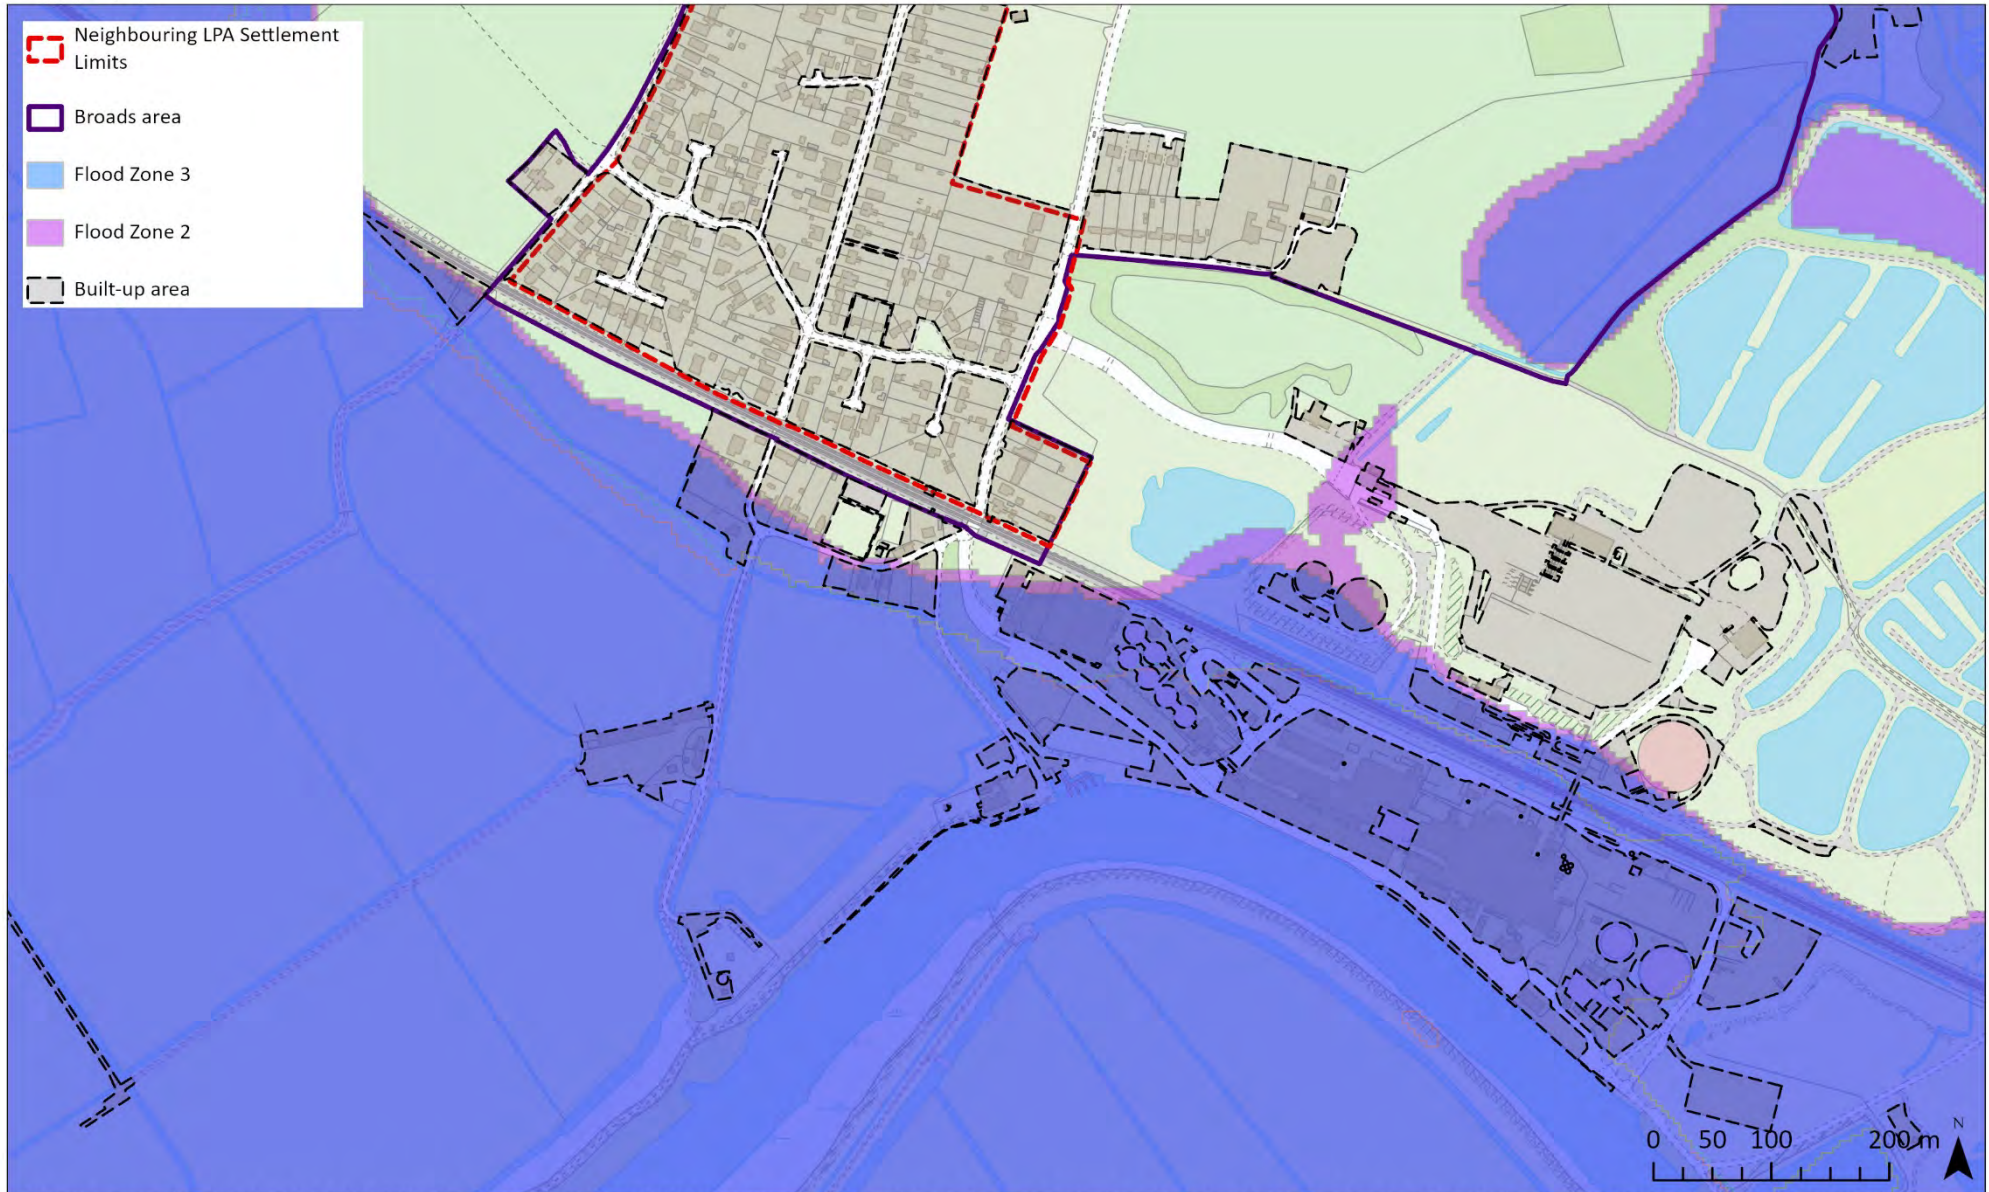 Neighbouring LPA Settlement
Limits
Broads area
Flood Zone 3
Flood Zone 2
Built-up area
N
0 50 100 200 m